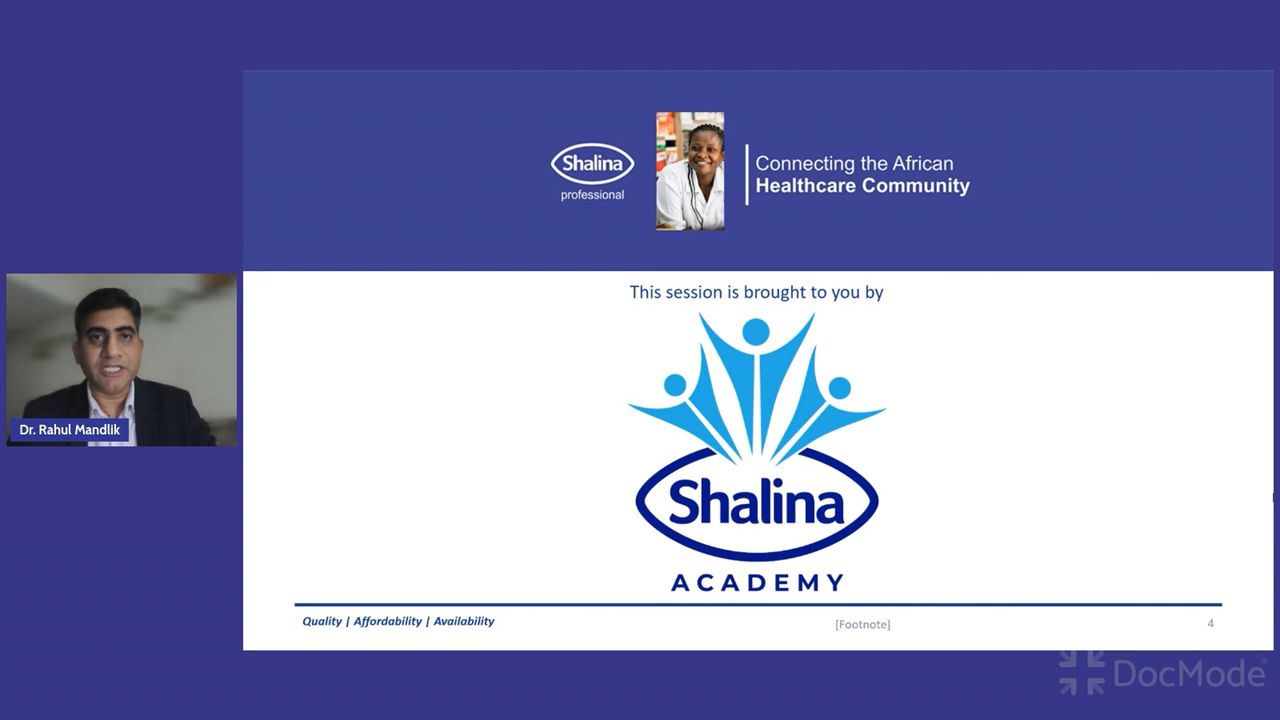 Shalina
professional
Connecting the African
Healthcare Community
This session is brought to you by
Shalina
ACADEMY
Quality | Affordability | Availability
[Footnote]
4
Dr. Rahul Mandlik
DocMode